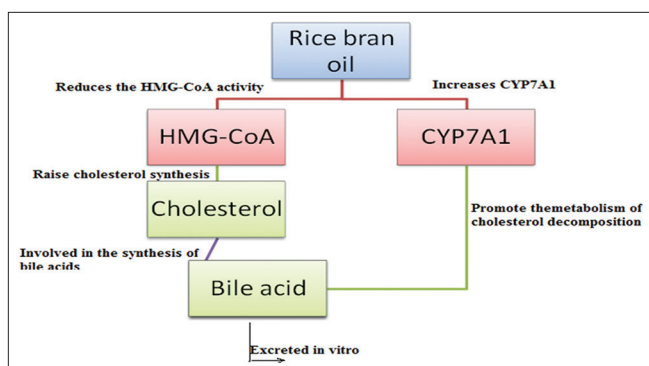 Rice bran
oil
Reduces the HMG-CoA activity
Increases CYP7A1
HMG-CoA
CYP7A1
Raise cholesterol synthesis
Cholesterol
Promote themetabolism of
cholesterol decomposition
Involved in the synthesis of
bile acids
Bile acid
Excreted in vitro